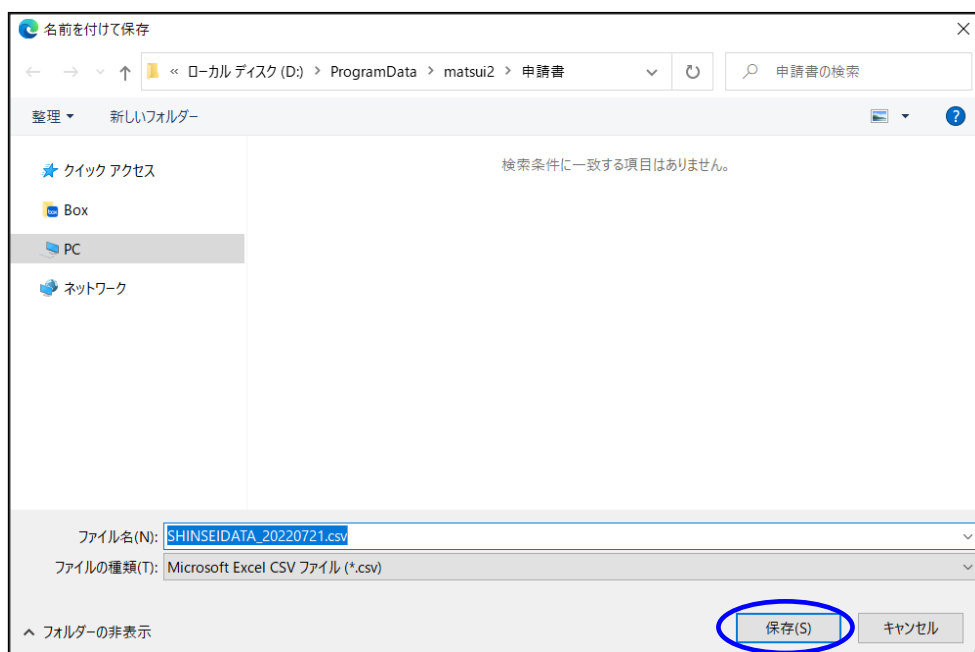 名前を付けて保存
« ローカル ディスク (D:) > ProgramData > matsui2 > 申請書
申請書の検索
整理
新しいフォルダー
クイック アクセス
Box
PC
ネットワーク
検索条件に一致する項目はありません。
ファイル名(N): SHINSEIDATA_20220721.csv
ファイルの種類(T): Microsoft Excel CSV ファイル (*.csv)
フォルダーの非表示
保存(S)
キャンセル